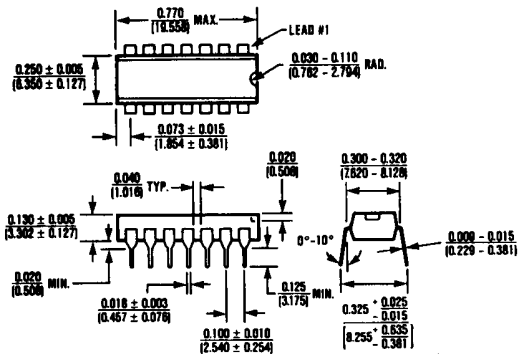 0.770
(19.558) MAX.
LEAD #1
0.250 ± 0.005
(6.350 ± 0.127)
0.030 - 0.110
(0.762 - 2.794) RAD.
0.073 ± 0.015
(1.854 ± 0.381)
0.040
(1.016) TYP.
0.020
(0.508)
0.300 - 0.320
(7.620 - 8.128)
0.130 ± 0.005
(3.302 ± 0.127)
0°-10°
0.009 - 0.015
(0.229 - 0.381)
0.020
(0.508) MIN.
0.125
(3.175) MIN.
0.018 ± 0.003
(0.457 ± 0.076)
0.100 ± 0.010
(2.540 ± 0.254)
0.325 + 0.025
- 0.015
[8.255 + 0.635
- 0.381]